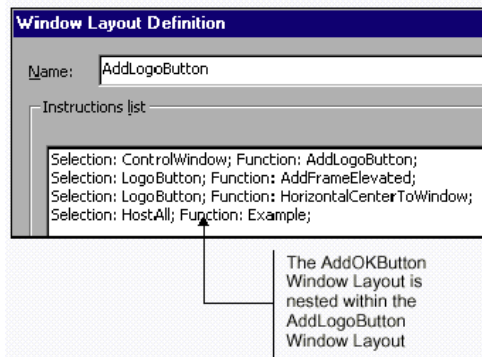 Window Layout Definition
Name: AddLogoButton
Instructions list
Selection: ControlWindow; Function: AddLogoButton;
Selection: LogoButton; Function: AddFrameElevated;
Selection: LogoButton; Function: HorizontalCenterToWindow;
Selection: HostAll; Function: Example;
The AddOKButton
Window Layout is
nested within the
AddLogoButton
Window Layout